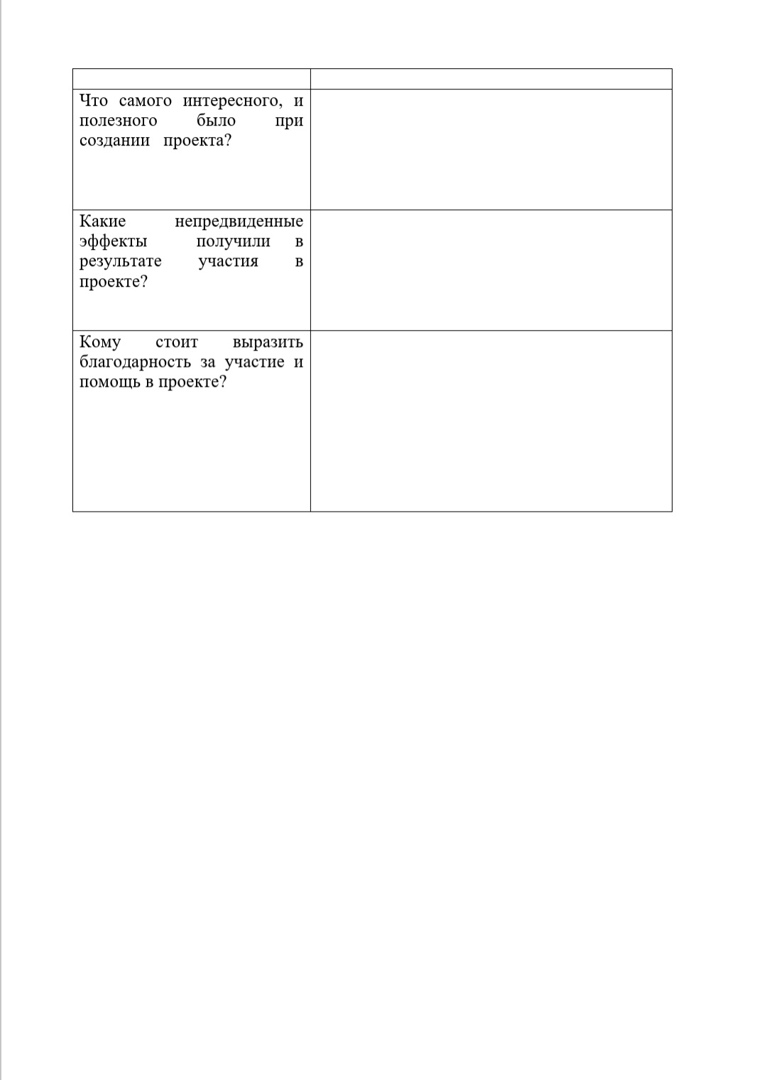 Что самого интересного, и
полезного было при
создании проекта?
Какие непредвиденные
эффекты получили в
результате участия в
проекте?
Кому стоит выразить
благодарность за участие и
помощь в проекте?